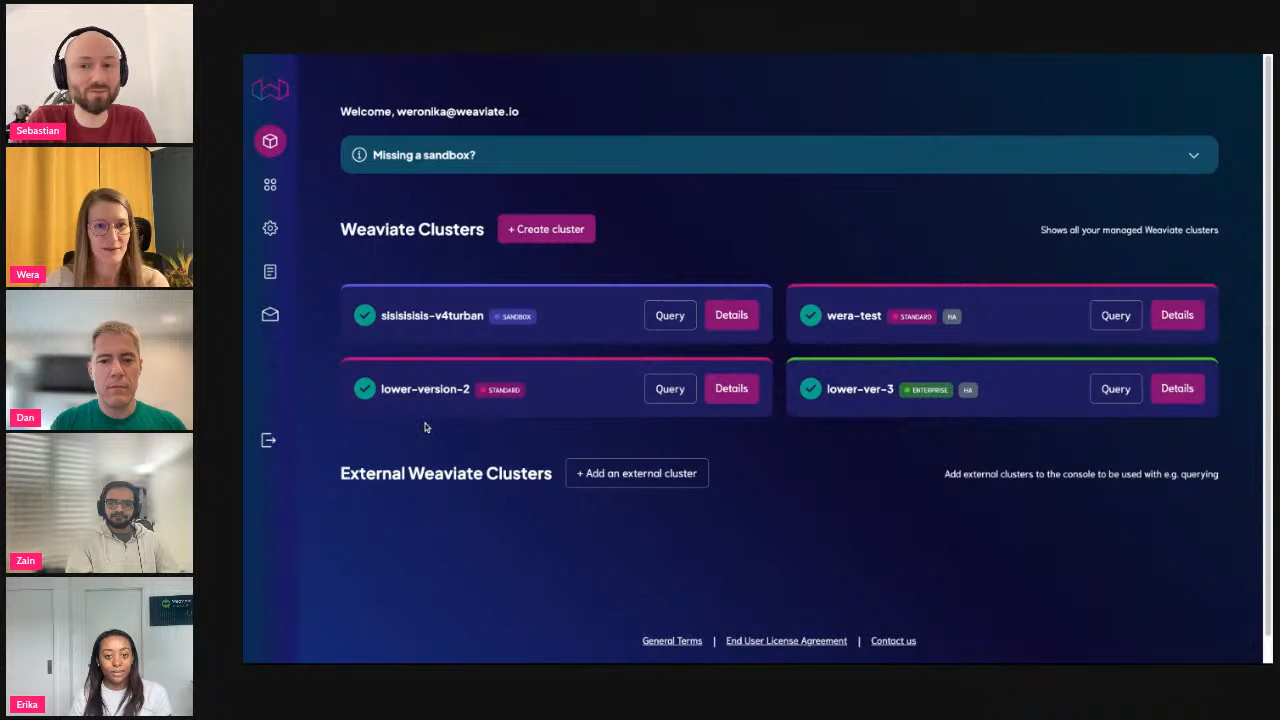 Sebastian
Wera
Dan
Zain
Erika
Welcome, weronika@weaviate.io
Missing a sandbox?
Weaviate Clusters
+ Create cluster
Shows all your managed Weaviate clusters
sisisisisis-v4turban SANDBOX Query Details
wera-test STANDARD HA Query Details
lower-version-2 STANDARD Query Details
lower-ver-3 ENTERPRISE HA Query Details
External Weaviate Clusters
+ Add an external cluster
Add external clusters to the console to be used with e.g. querying
General Terms | End User License Agreement | Contact us